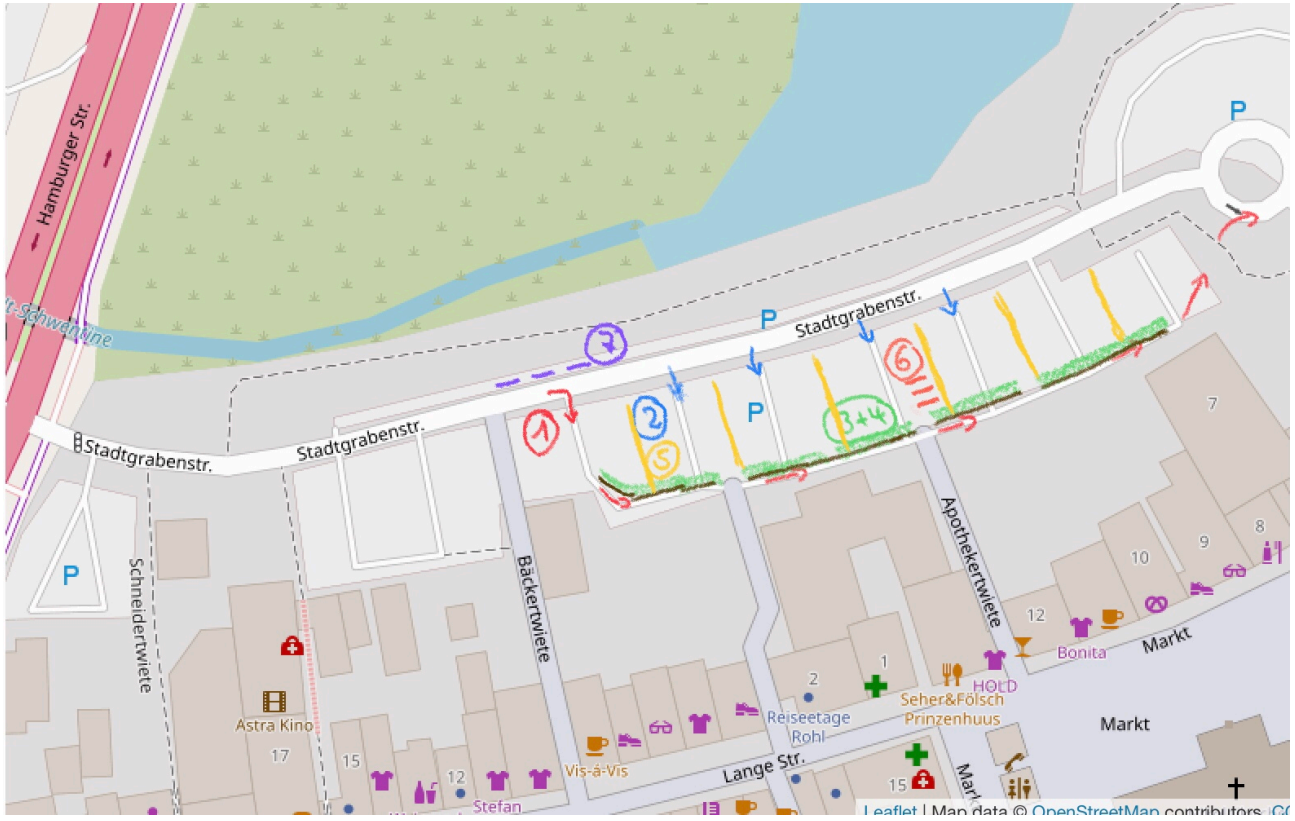 Hamburger Str.
P
7
P
Stadtgrabenstr.
6
1
2
P
3+4
5
Stadtgrabenstr.
Stadtgrabenstr.
7
P
Schneidertwiete
Bäckertwiete
Apothekertwiete
8
9
10
12
Markt
Bonita
HOLD
1
2
Seher&Fölsch
Prinzenhuus
Reiseetage
Rohl
Astra Kino
Vis-á-Vis
Markt
17
15
12
Lange Str.
15
Stefan
Leaflet | Map data © OpenStreetMap contributors